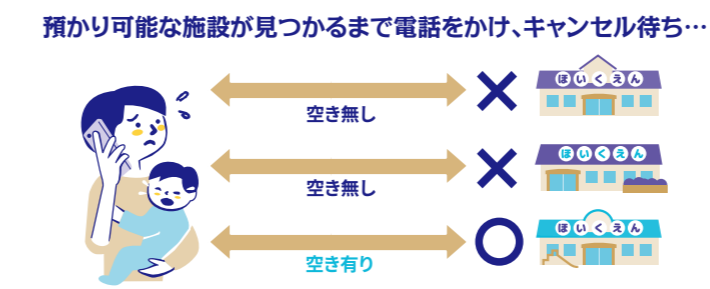 預かり可能な施設が見つかるまで電話をかけ、キャンセル待ち…
ほいくえん
空き無し
ほいくえん
空き無し
ほいくえん
空き有り